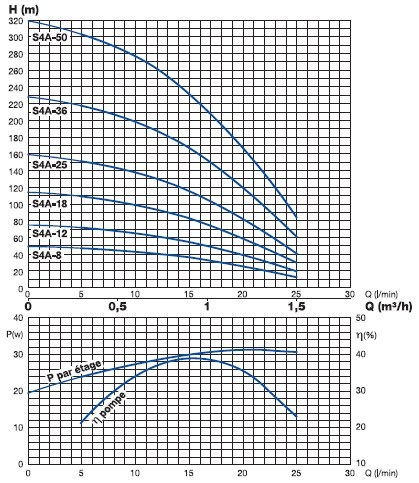 H (m)
320
300
280
260
240
220
200
180
160
140
120
100
80
60
40
20
0
S4A-50
S4A-36
S4A-25
S4A-18
S4A-12
S4A-8
0 5 10 15 20 25 30 Q (l/min)
0 0,5 1 1,5 Q (m³/h)
P(w)
40
30
20
10
0
η(%)
50
40
30
20
10
P par étage
η pompe
0 5 10 15 20 25 30 Q (l/min)